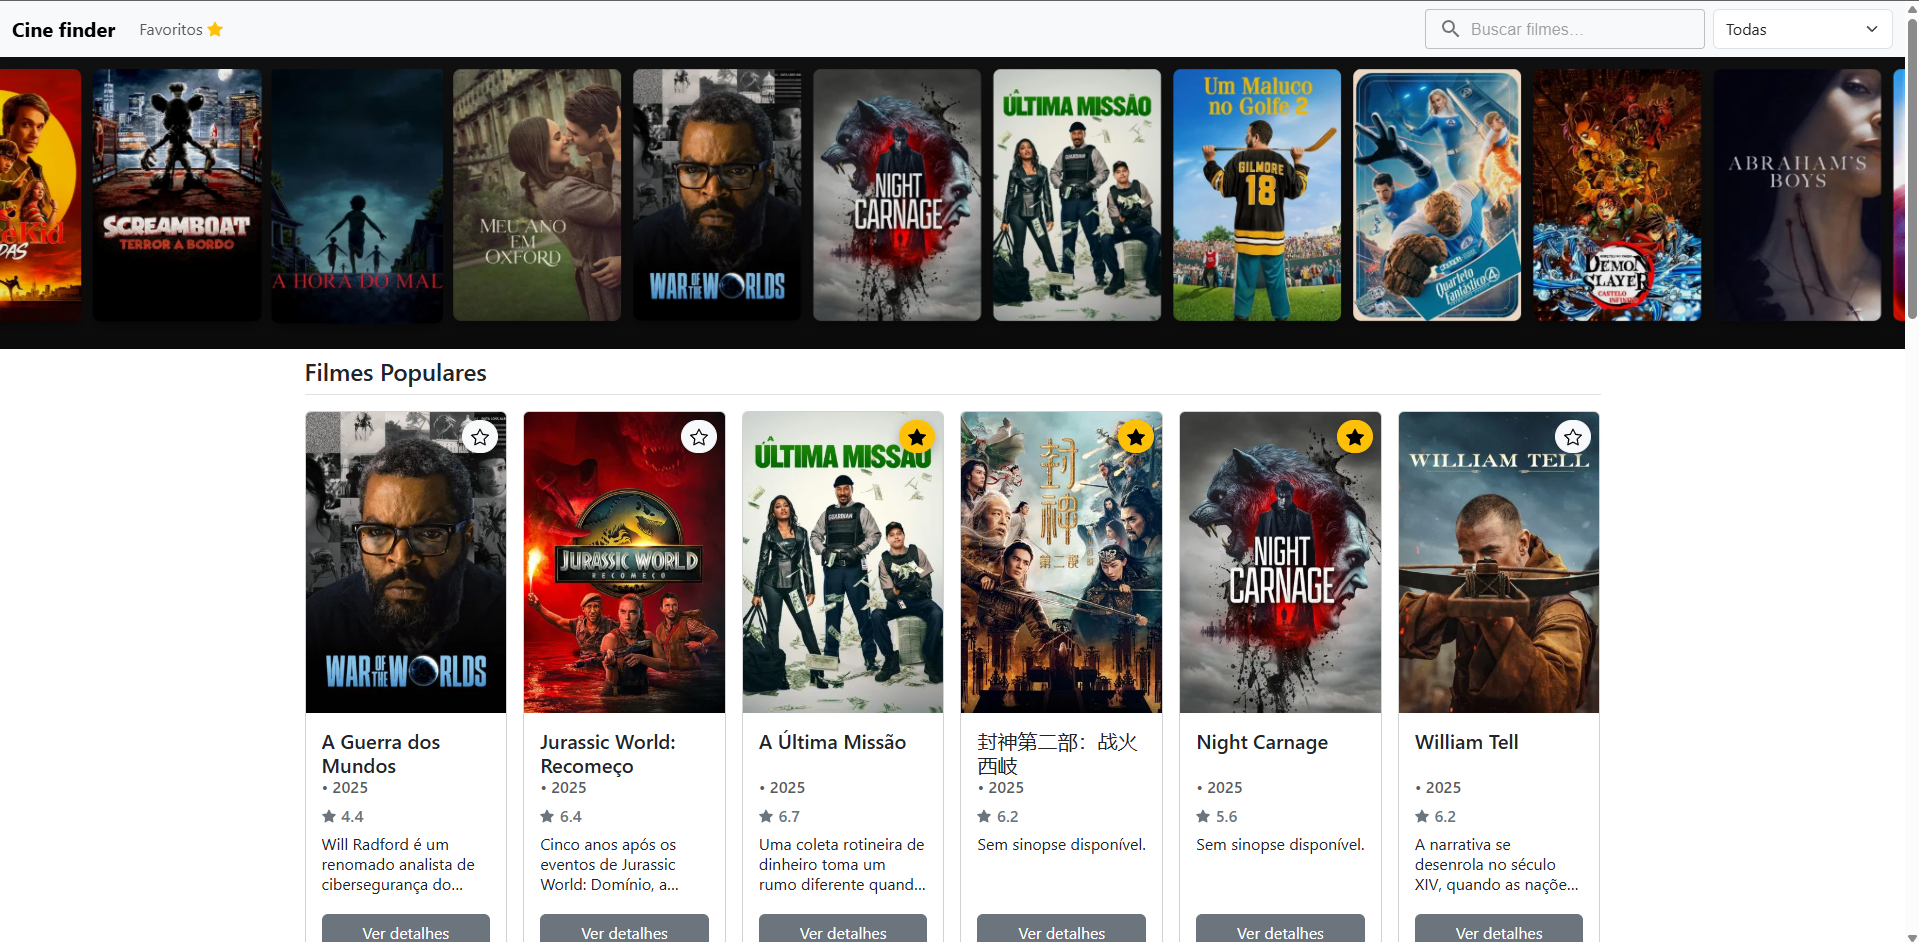 Cine finder
Favoritos
Buscar filmes...
Todas
SCREAMBOAT
TERROR A BORDO
A HORA DO MAL
MEU ANO
EM
OXFORD
WAR OF THE WORLDS
NIGHT
CARNAGE
ÚLTIMA MISSÃO
GUARDIAN
Um Maluco
no Golfe 2
GILMORE
18
Quarteto
Fantástico
DEMON
SLAYER
CASTELO INFINITO
ABRAHAM'S
BOYS
Filmes Populares
WAR OF THE WORLDS
JURASSIC WORLD
RECOMEÇO
ÚLTIMA MISSÃO
GUARDIAN
封神
第二部
NIGHT
CARNAGE
WILLIAM TELL
A Guerra dos
Mundos
• 2025
4.4
Will Radford é um
renomado analista de
cibersegurança do...
Ver detalhes
Jurassic World:
Recomeço
• 2025
6.4
Cinco anos após os
eventos de Jurassic
World: Domínio, a...
Ver detalhes
A Última Missão
• 2025
6.7
Uma coleta rotineira de
dinheiro toma um
rumo diferente quand...
Ver detalhes
封神第二部：战火
西岐
• 2025
6.2
Sem sinopse disponível.
Ver detalhes
Night Carnage
• 2025
5.6
Sem sinopse disponível.
Ver detalhes
William Tell
• 2025
6.2
A narrativa se
desenrola no século
XIV, quando as naçõe...
Ver detalhes